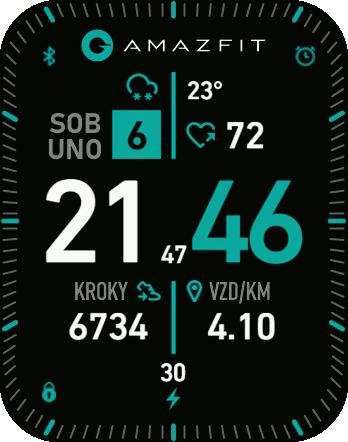 AMAZFIT
23°
SOB 6
UNO
72
21 47 46
KROKY VZD/KM
6734 4.10
30